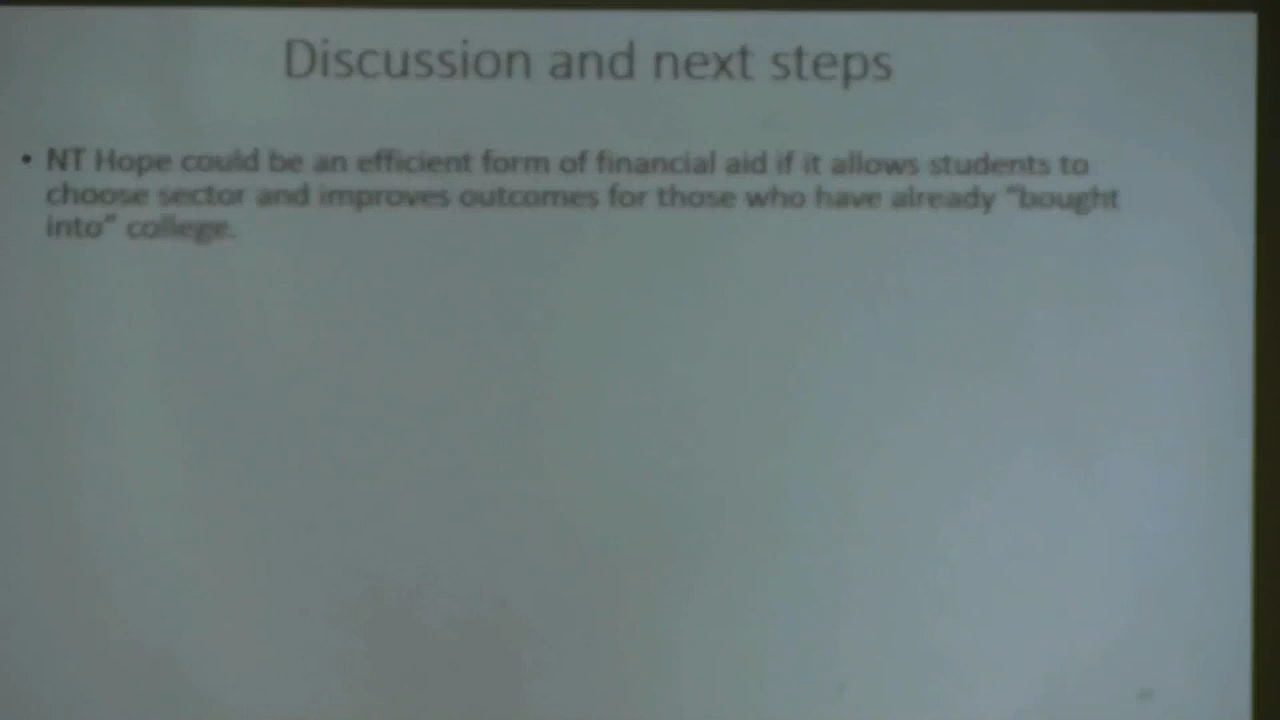 Discussion and next steps
• NT Hope could be an efficient form of financial aid if it allows students to
choose sector and improves outcomes for those who have already “bought
into” college.